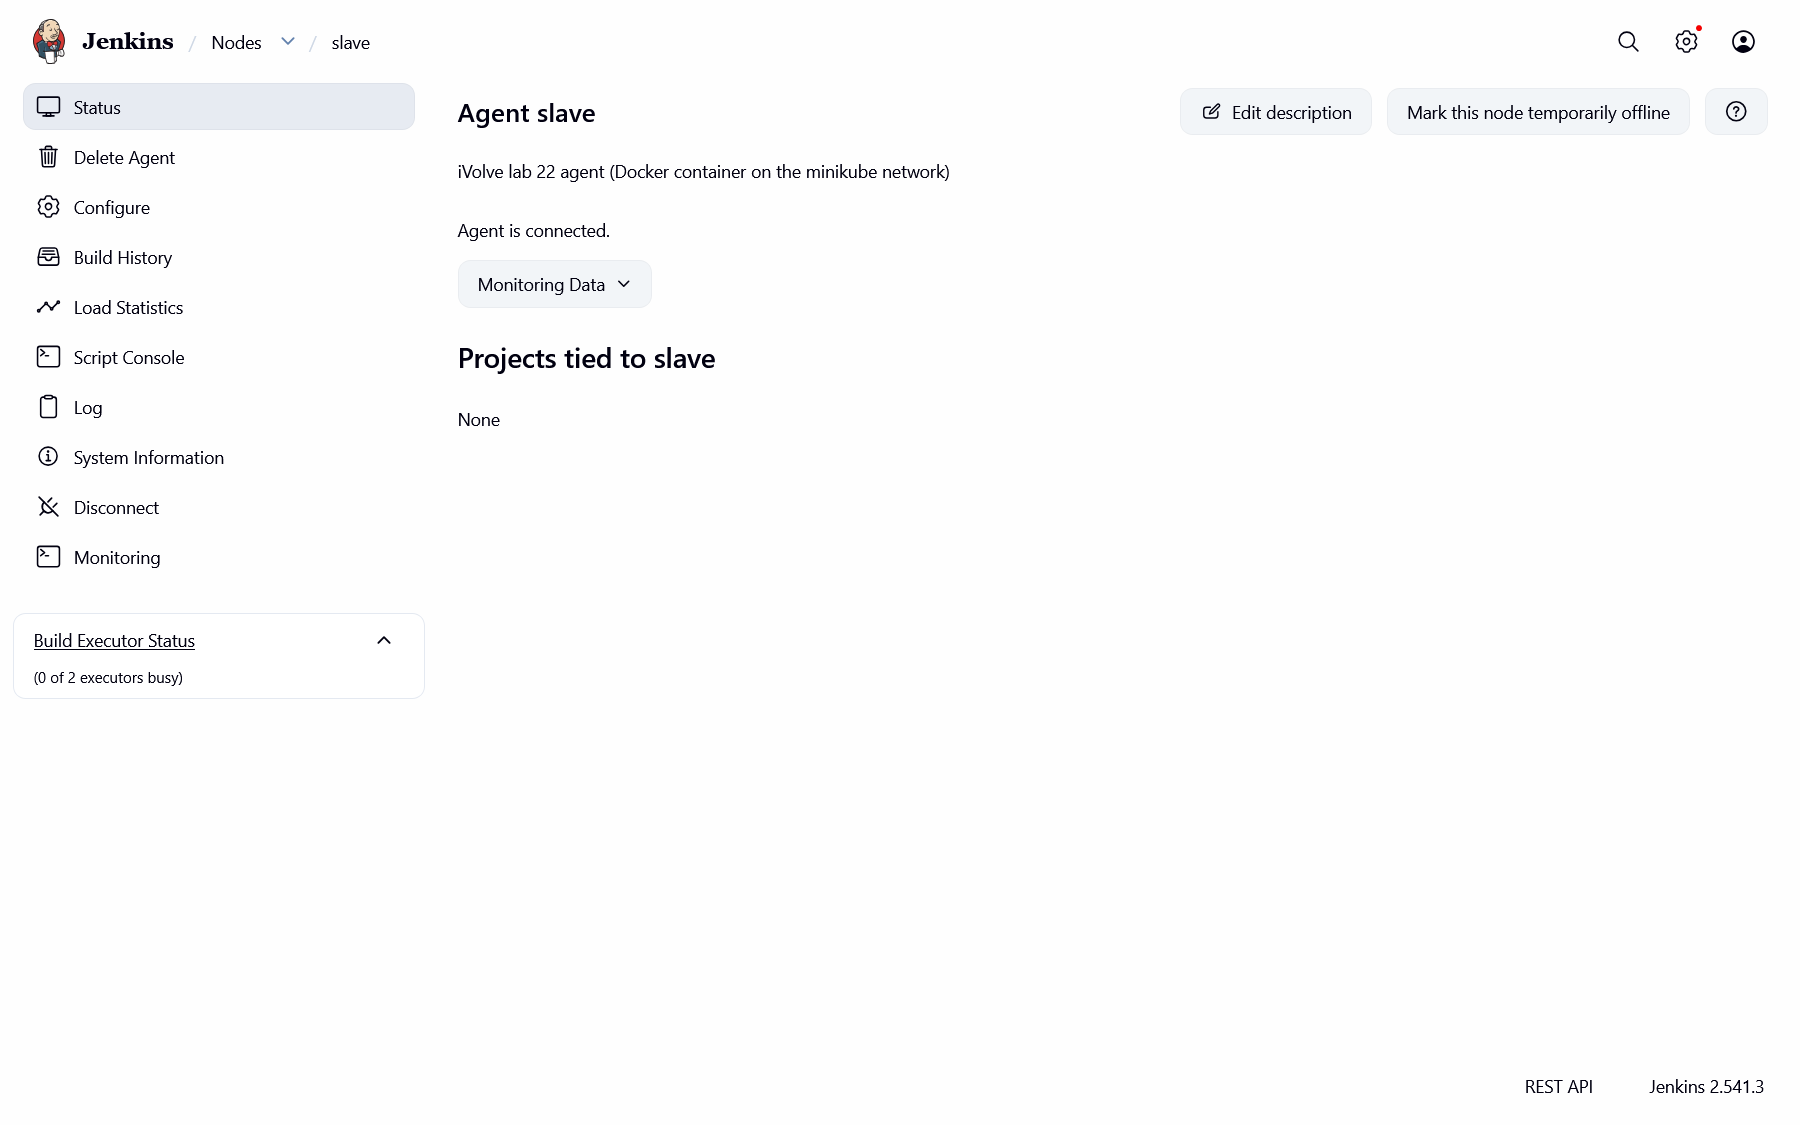 Jenkins / Nodes / slave
Status
Delete Agent
Configure
Build History
Load Statistics
Script Console
Log
System Information
Disconnect
Monitoring
Build Executor Status
(0 of 2 executors busy)
Agent slave
Edit description
Mark this node temporarily offline
iVolve lab 22 agent (Docker container on the minikube network)
Agent is connected.
Monitoring Data
Projects tied to slave
None
REST API
Jenkins 2.541.3